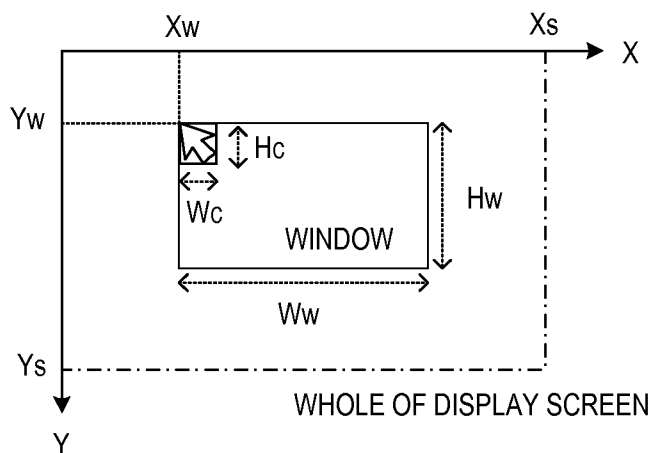 Xw
Xs
X
Yw
Hc
Wc
Hw
WINDOW
Ww
Ys
WHOLE OF DISPLAY SCREEN
Y